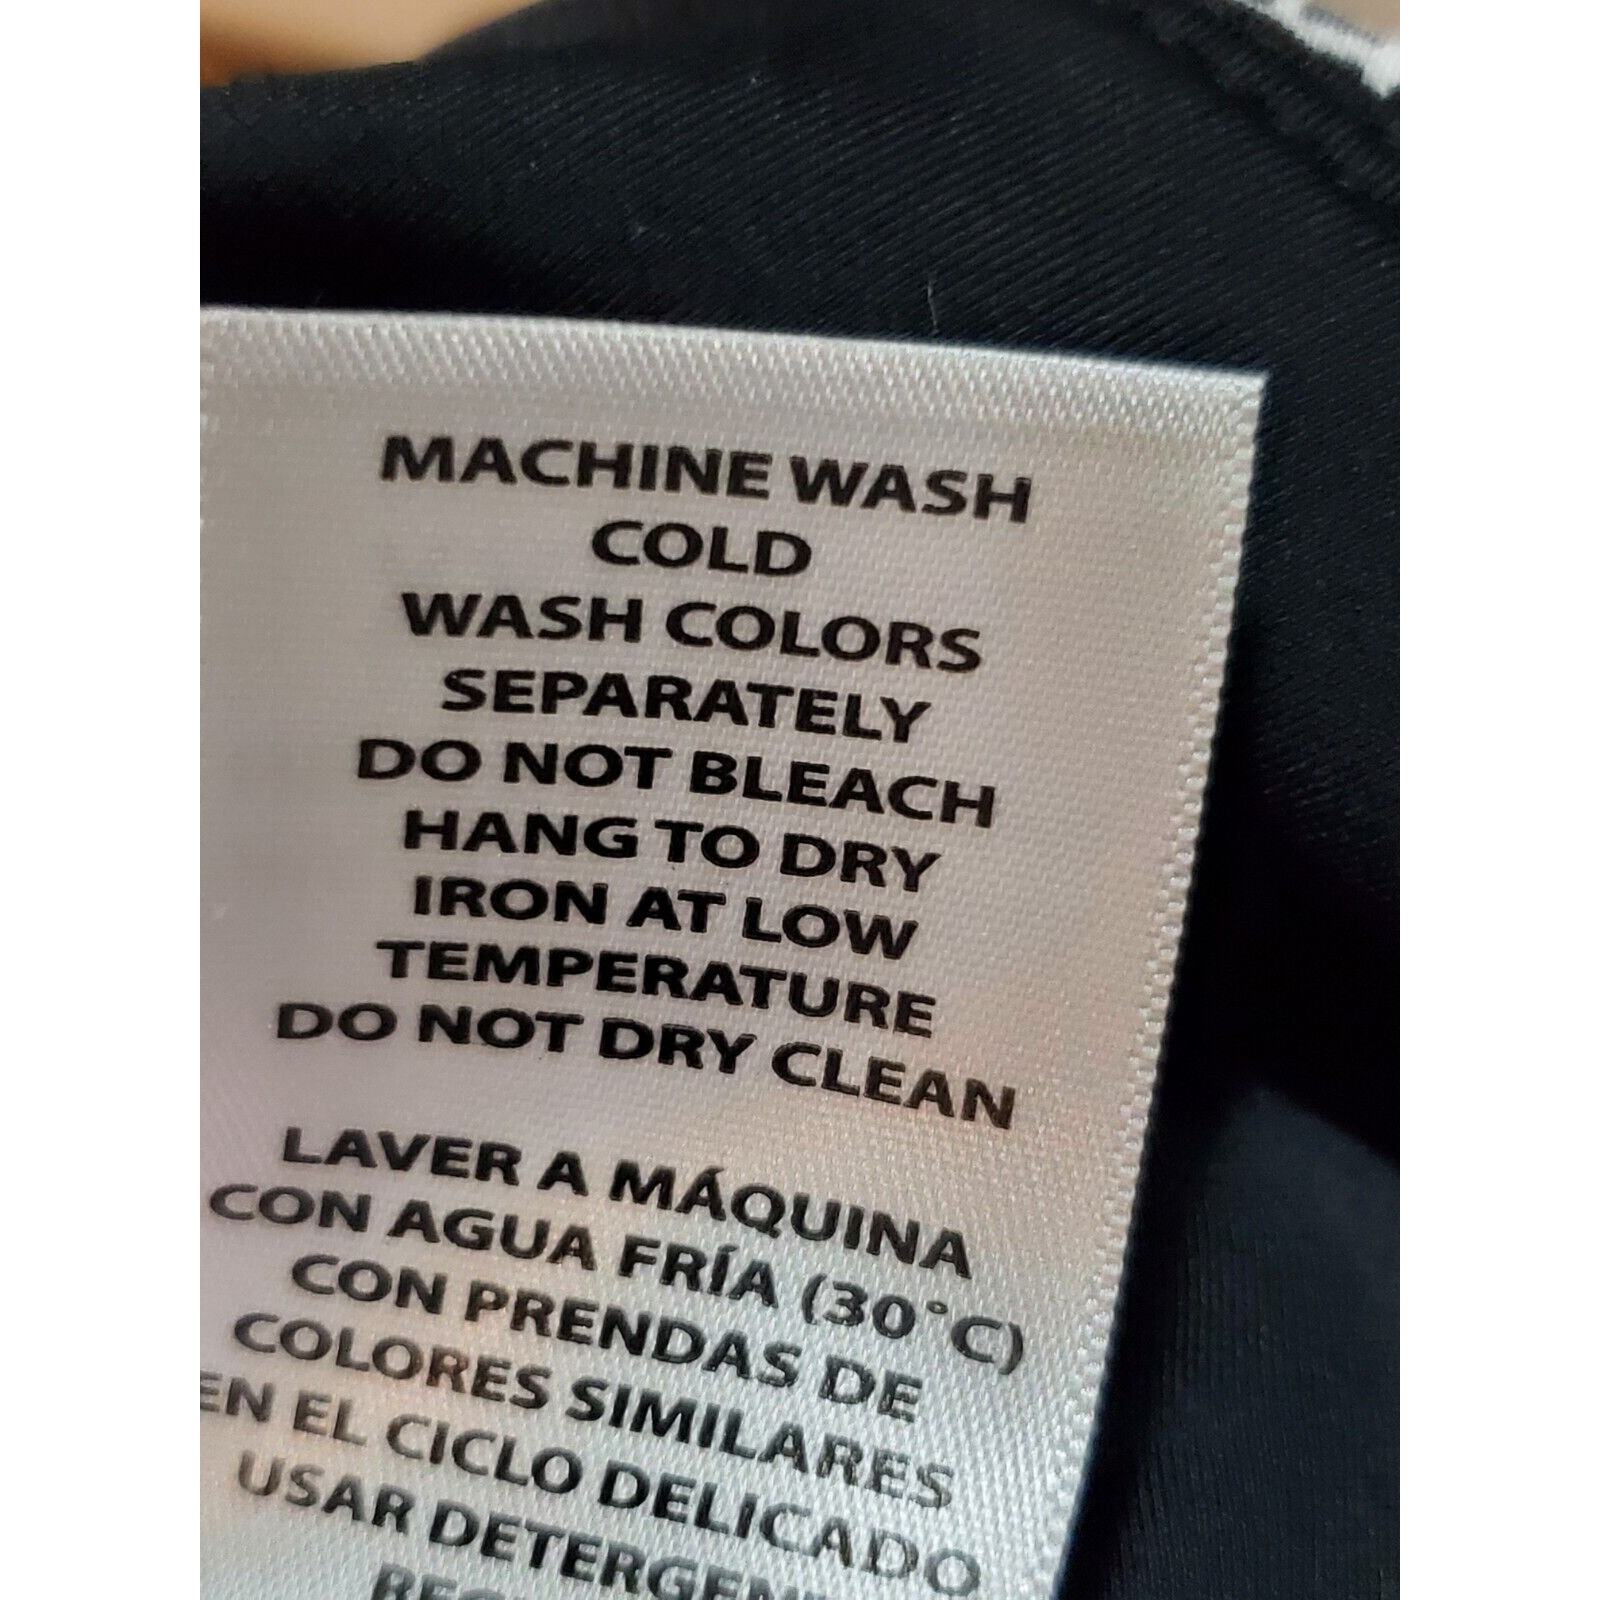 MACHINE WASH
COLD
WASH COLORS
SEPARATELY
DO NOT BLEACH
HANG TO DRY
IRON AT LOW
TEMPERATURE
DO NOT DRY CLEAN
LAVER A MÁQUINA
CON AGUA FRÍA (30°C)
CON PRENDAS DE
COLORES SIMILARES
EN EL CICLO DELICADO
USAR